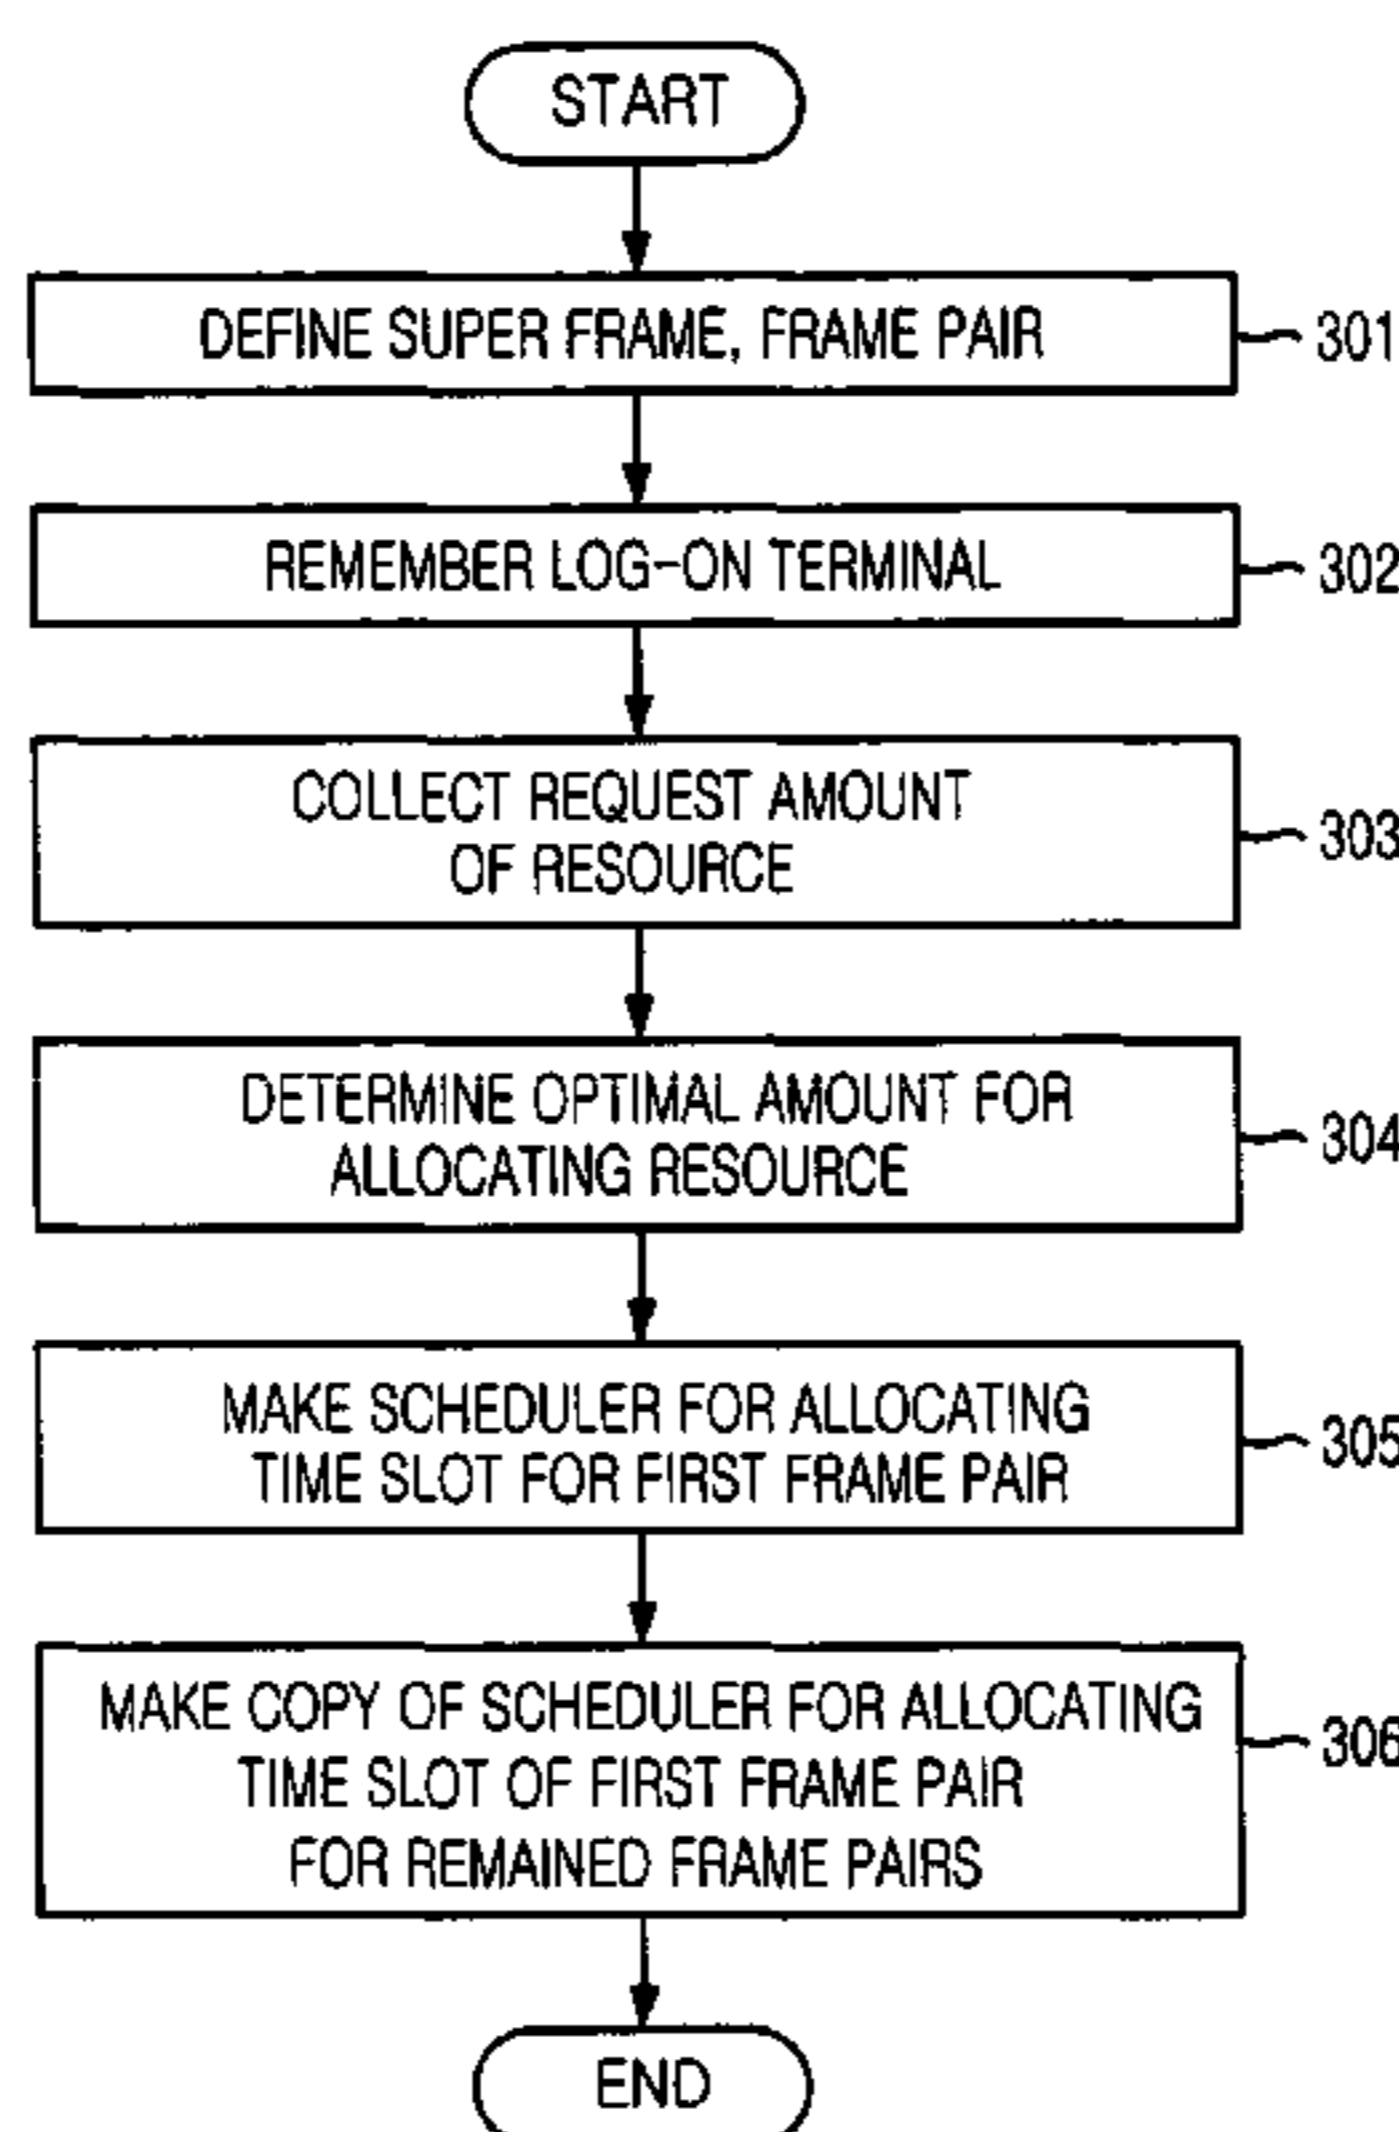 START
DEFINE SUPER FRAME, FRAME PAIR
301
REMEMBER LOG-ON TERMINAL
302
COLLECT REQUEST AMOUNT
OF RESOURCE
303
DETERMINE OPTIMAL AMOUNT FOR
ALLOCATING RESOURCE
304
MAKE SCHEDULER FOR ALLOCATING
TIME SLOT FOR FIRST FRAME PAIR
305
MAKE COPY OF SCHEDULER FOR ALLOCATING
TIME SLOT OF FIRST FRAME PAIR
FOR REMAINED FRAME PAIRS
306
END